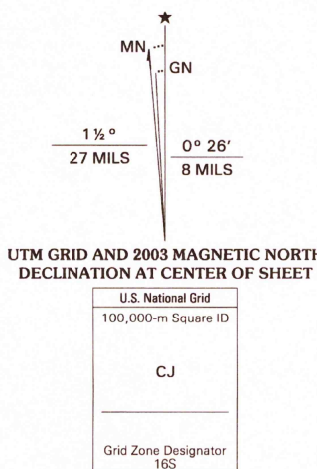 ★
MN
GN
1 ½ °
27 MILS
0° 26′
8 MILS
UTM GRID AND 2003 MAGNETIC NORTH
DECLINATION AT CENTER OF SHEET
U.S. National Grid
100,000-m Square ID
CJ
Grid Zone Designator
16S